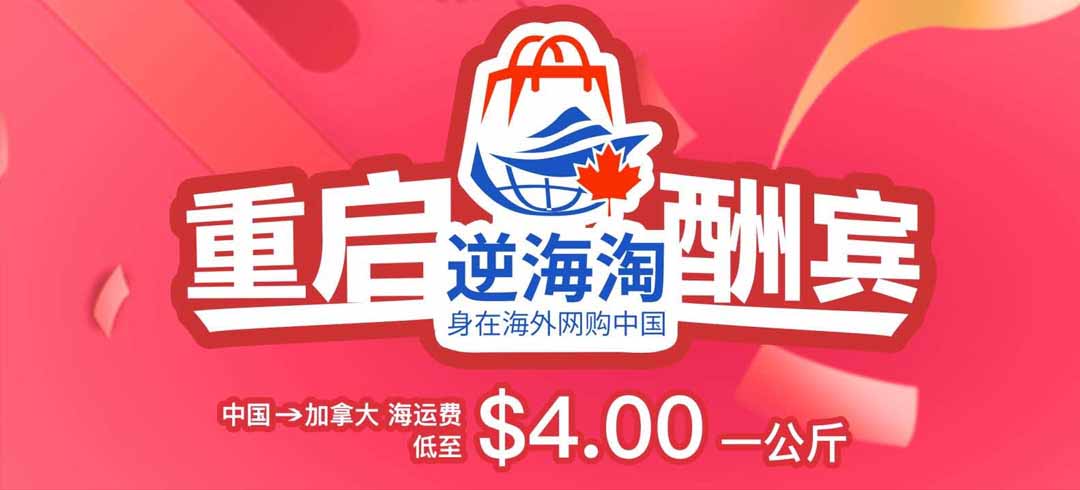 重启 酬宾
逆海淘
身在海外网购中国
中国→加拿大 海运费
低至 $4.00 一公斤